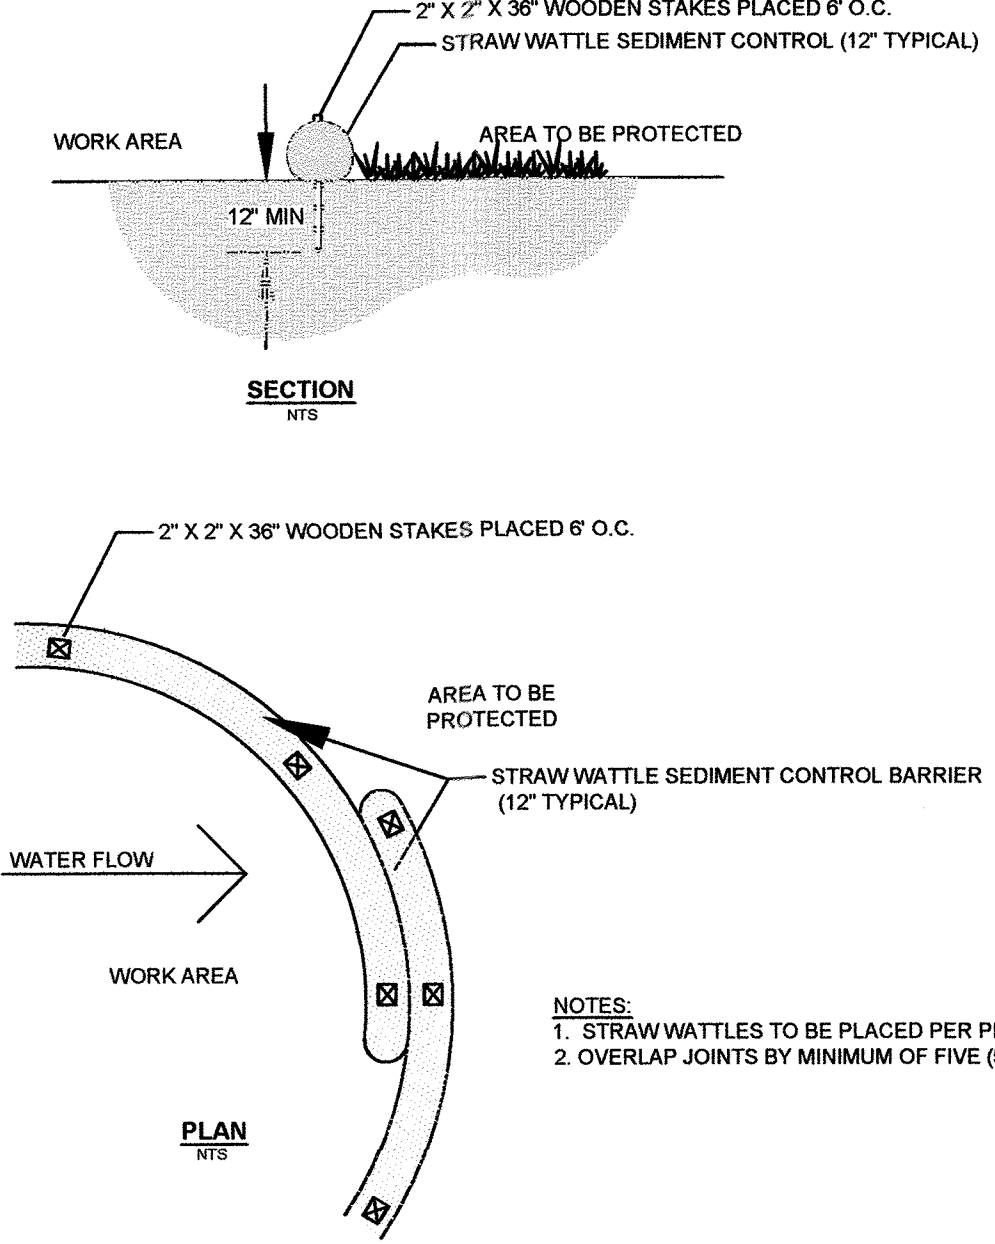 2" X 2" X 36" WOODEN STAKES PLACED 6' O.C.
STRAW WATTLE SEDIMENT CONTROL (12" TYPICAL)
WORK AREA
AREA TO BE PROTECTED
12" MIN
SECTION
NTS
2" X 2" X 36" WOODEN STAKES PLACED 6' O.C.
AREA TO BE
PROTECTED
STRAW WATTLE SEDIMENT CONTROL BARRIER
(12" TYPICAL)
WATER FLOW
WORK AREA
NOTES:
1. STRAW WATTLES TO BE PLACED PER
2. OVERLAP JOINTS BY MINIMUM OF FIVE
PLAN
NTS